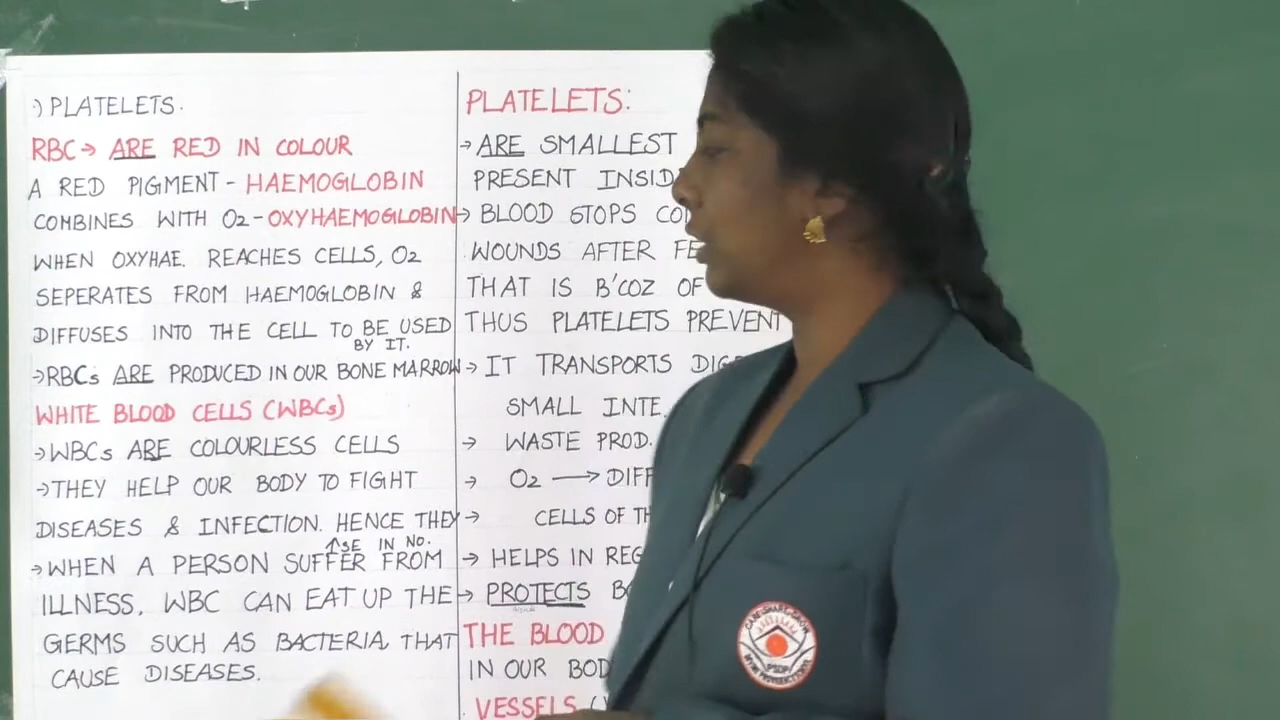 :) PLATELETS.
RBC → ARE RED IN COLOUR
A RED PIGMENT - HAEMOGLOBIN
COMBINES WITH O2 - OXYHAEMOGLOBIN
WHEN OXYHAE. REACHES CELLS, O2
SEPERATES FROM HAEMOGLOBIN &
DIFFUSES INTO THE CELL TO BE USED
BY IT.
→ RBCs ARE PRODUCED IN OUR BONE MARROW
WHITE BLOOD CELLS (WBCs)
→ WBCs ARE COLOURLESS CELLS
→ THEY HELP OUR BODY TO FIGHT
DISEASES & INFECTION. HENCE THEY
↑SE IN NO.
→ WHEN A PERSON SUFFER FROM
ILLNESS, WBC CAN EAT UP THE
GERMS SUCH AS BACTERIA THAT
CAUSE DISEASES.
PLATELETS:
→ ARE SMALLEST
PRESENT INSID
→ BLOOD STOPS
WOUNDS AFTER FE
THAT IS B'COZ OF
THUS PLATELETS PREVENT
→ IT TRANSPORTS DIG
SMALL INTE.
→ WASTE PROD.
→ O2 → DIFF
→ CELLS OF TH
→ HELPS IN REG
→ PROTECTS
THE BLOOD
IN OUR BOD
VESSELS
CARE-SHARE-GROW